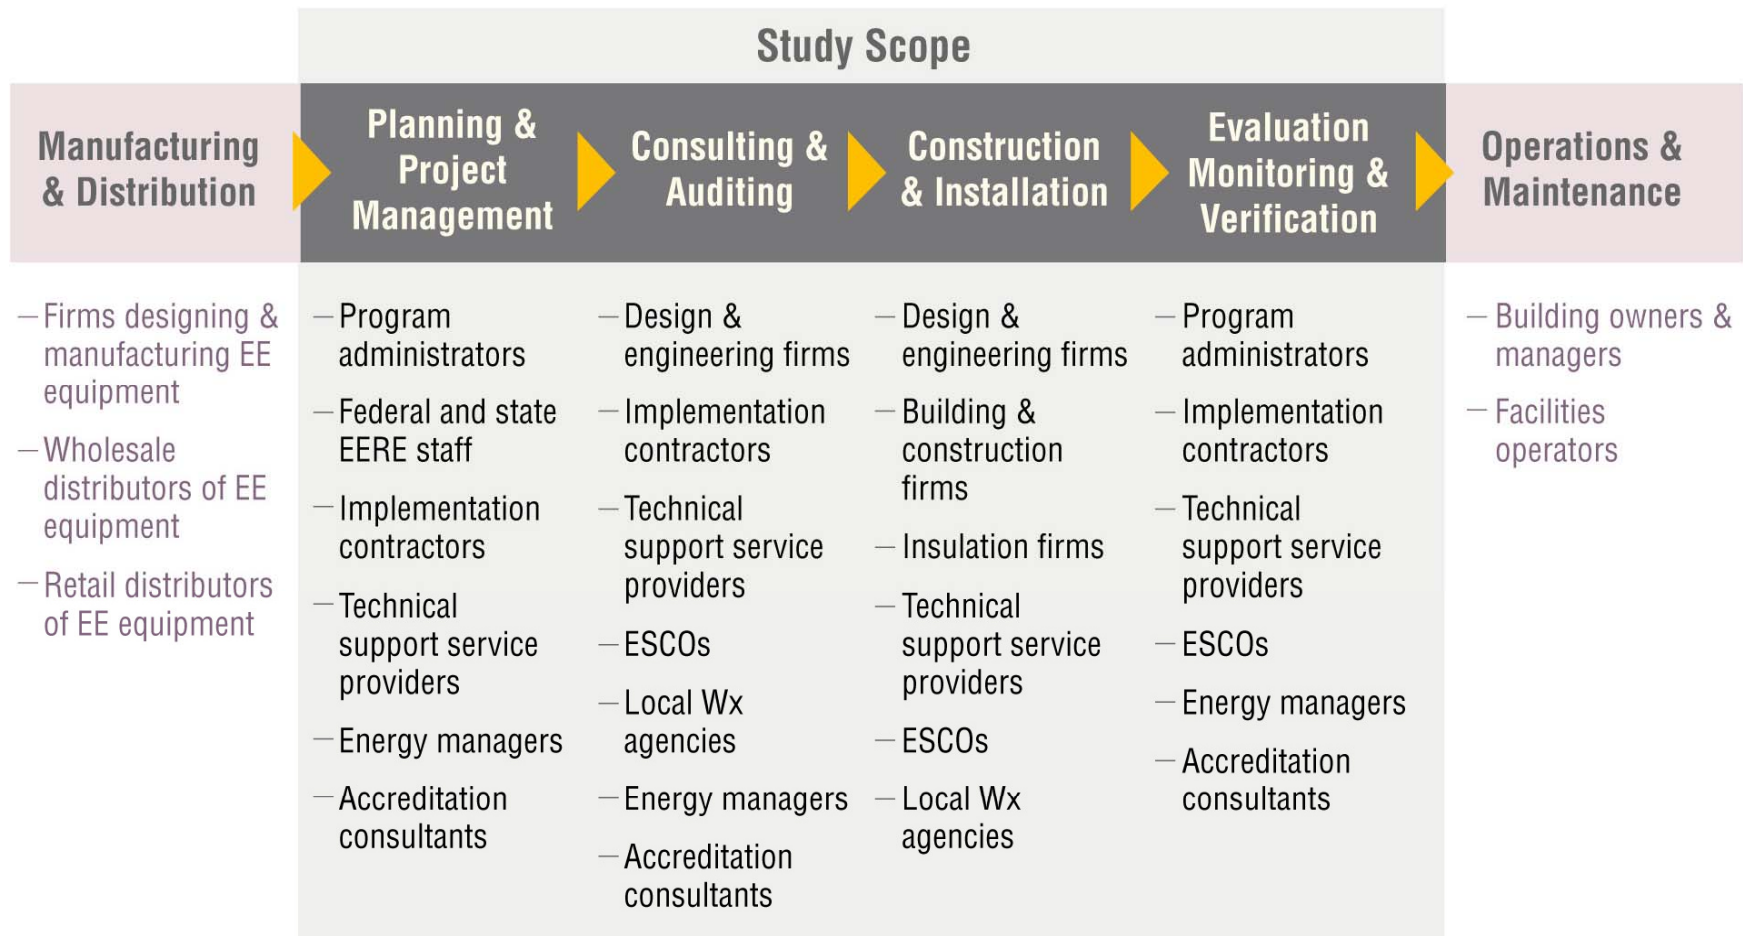 Study Scope
Manufacturing
& Distribution
Planning &
Project
Management
Consulting &
Auditing
Construction
& Installation
Evaluation
Monitoring &
Verification
Operations &
Maintenance
— Firms designing &
manufacturing EE
equipment
— Wholesale
distributors of EE
equipment
— Retail distributors
of EE equipment
— Program
administrators
— Federal and state
EERE staff
— Implementation
contractors
— Technical
support service
providers
— Energy managers
— Accreditation
consultants
— Design &
engineering firms
— Implementation
contractors
— Technical
support service
providers
— ESCOs
— Local Wx
agencies
— Energy managers
— Accreditation
consultants
— Design &
engineering firms
— Building &
construction
firms
— Insulation firms
— Technical
support service
providers
— ESCOs
— Local Wx
agencies
— Program
administrators
— Implementation
contractors
— Technical
support service
providers
— ESCOs
— Energy managers
— Accreditation
consultants
— Building owners &
managers
— Facilities
operators